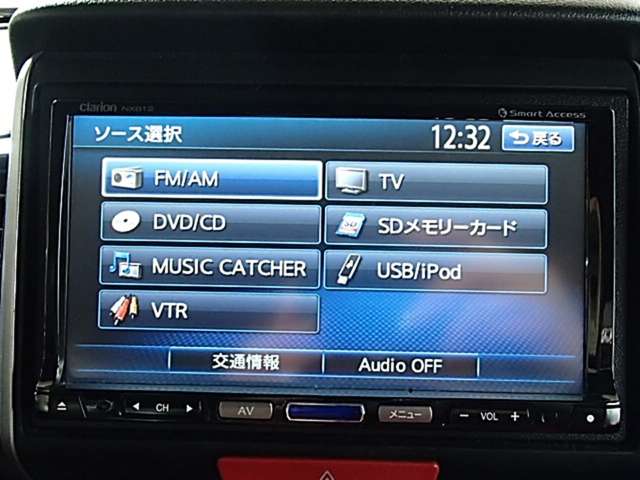 Clarion NX612 Smart Access
ソース選択 12:32 戻る
FM/AM TV
DVD/CD SDメモリーカード
MUSIC CATCHER USB/iPod
VTR
交通情報 Audio OFF
CH AV メニュー − VOL +